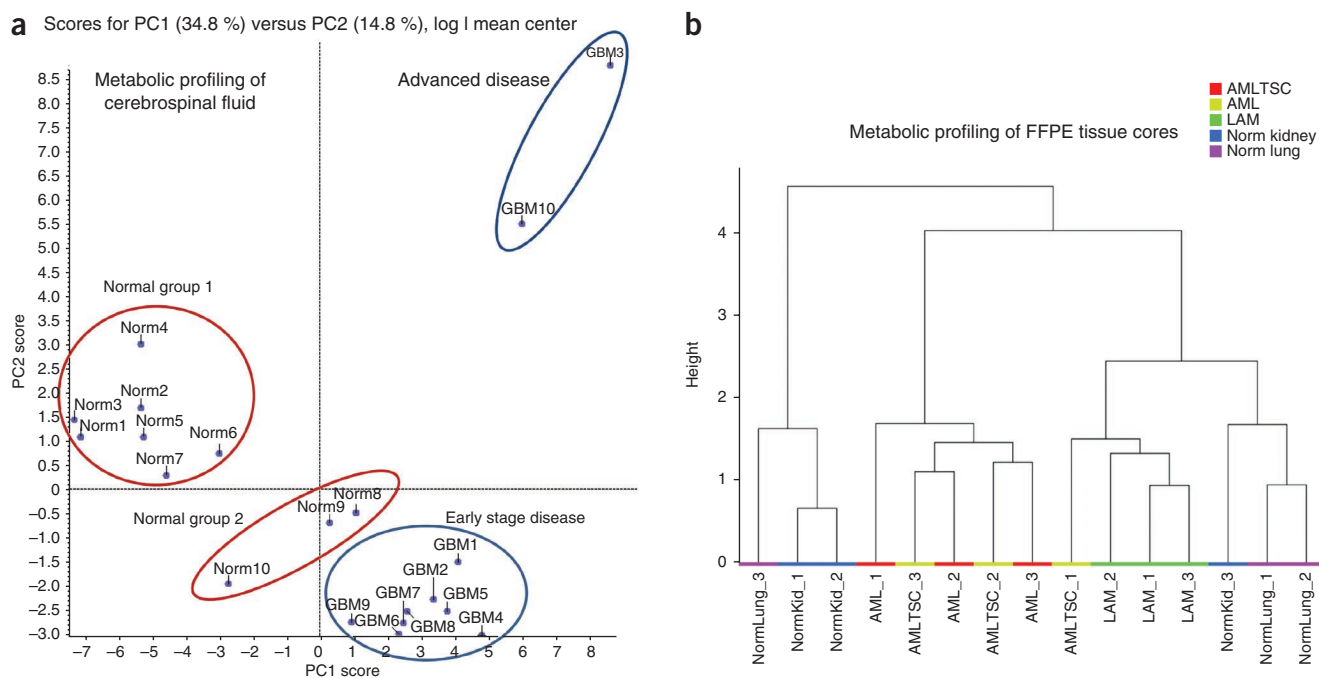 a
Scores for PC1 (34.8 %) versus PC2 (14.8 %), log I mean center
Metabolic profiling of
cerebrospinal fluid
Advanced disease
GBM3
GBM10
Normal group 1
Norm4
Norm2
Norm3
Norm1
Norm5
Norm6
Norm7
Normal group 2
Norm8
Norm9
Norm10
Early stage disease
GBM1
GBM2
GBM7
GBM5
GBM9
GBM6
GBM8
GBM4
PC2 score
8.5
8.0
7.5
7.0
6.5
6.0
5.5
5.0
4.5
4.0
3.5
3.0
2.5
2.0
1.5
1.0
0.5
0
−0.5
−1.0
−1.5
−2.0
−2.5
−3.0
−7 −6 −5 −4 −3 −2 −1 0 1 2 3 4 5 6 7 8
PC1 score
b
AMLTSC
AML
LAM
Norm kidney
Norm lung
Metabolic profiling of FFPE tissue cores
Height
4
3
2
1
0
NormLung_3
NormKid_1
NormKid_2
AML_1
AMLTSC_3
AML_2
AMLTSC_2
AML_3
AMLTSC_1
LAM_2
LAM_1
LAM_3
NormKid_3
NormLung_1
NormLung_2